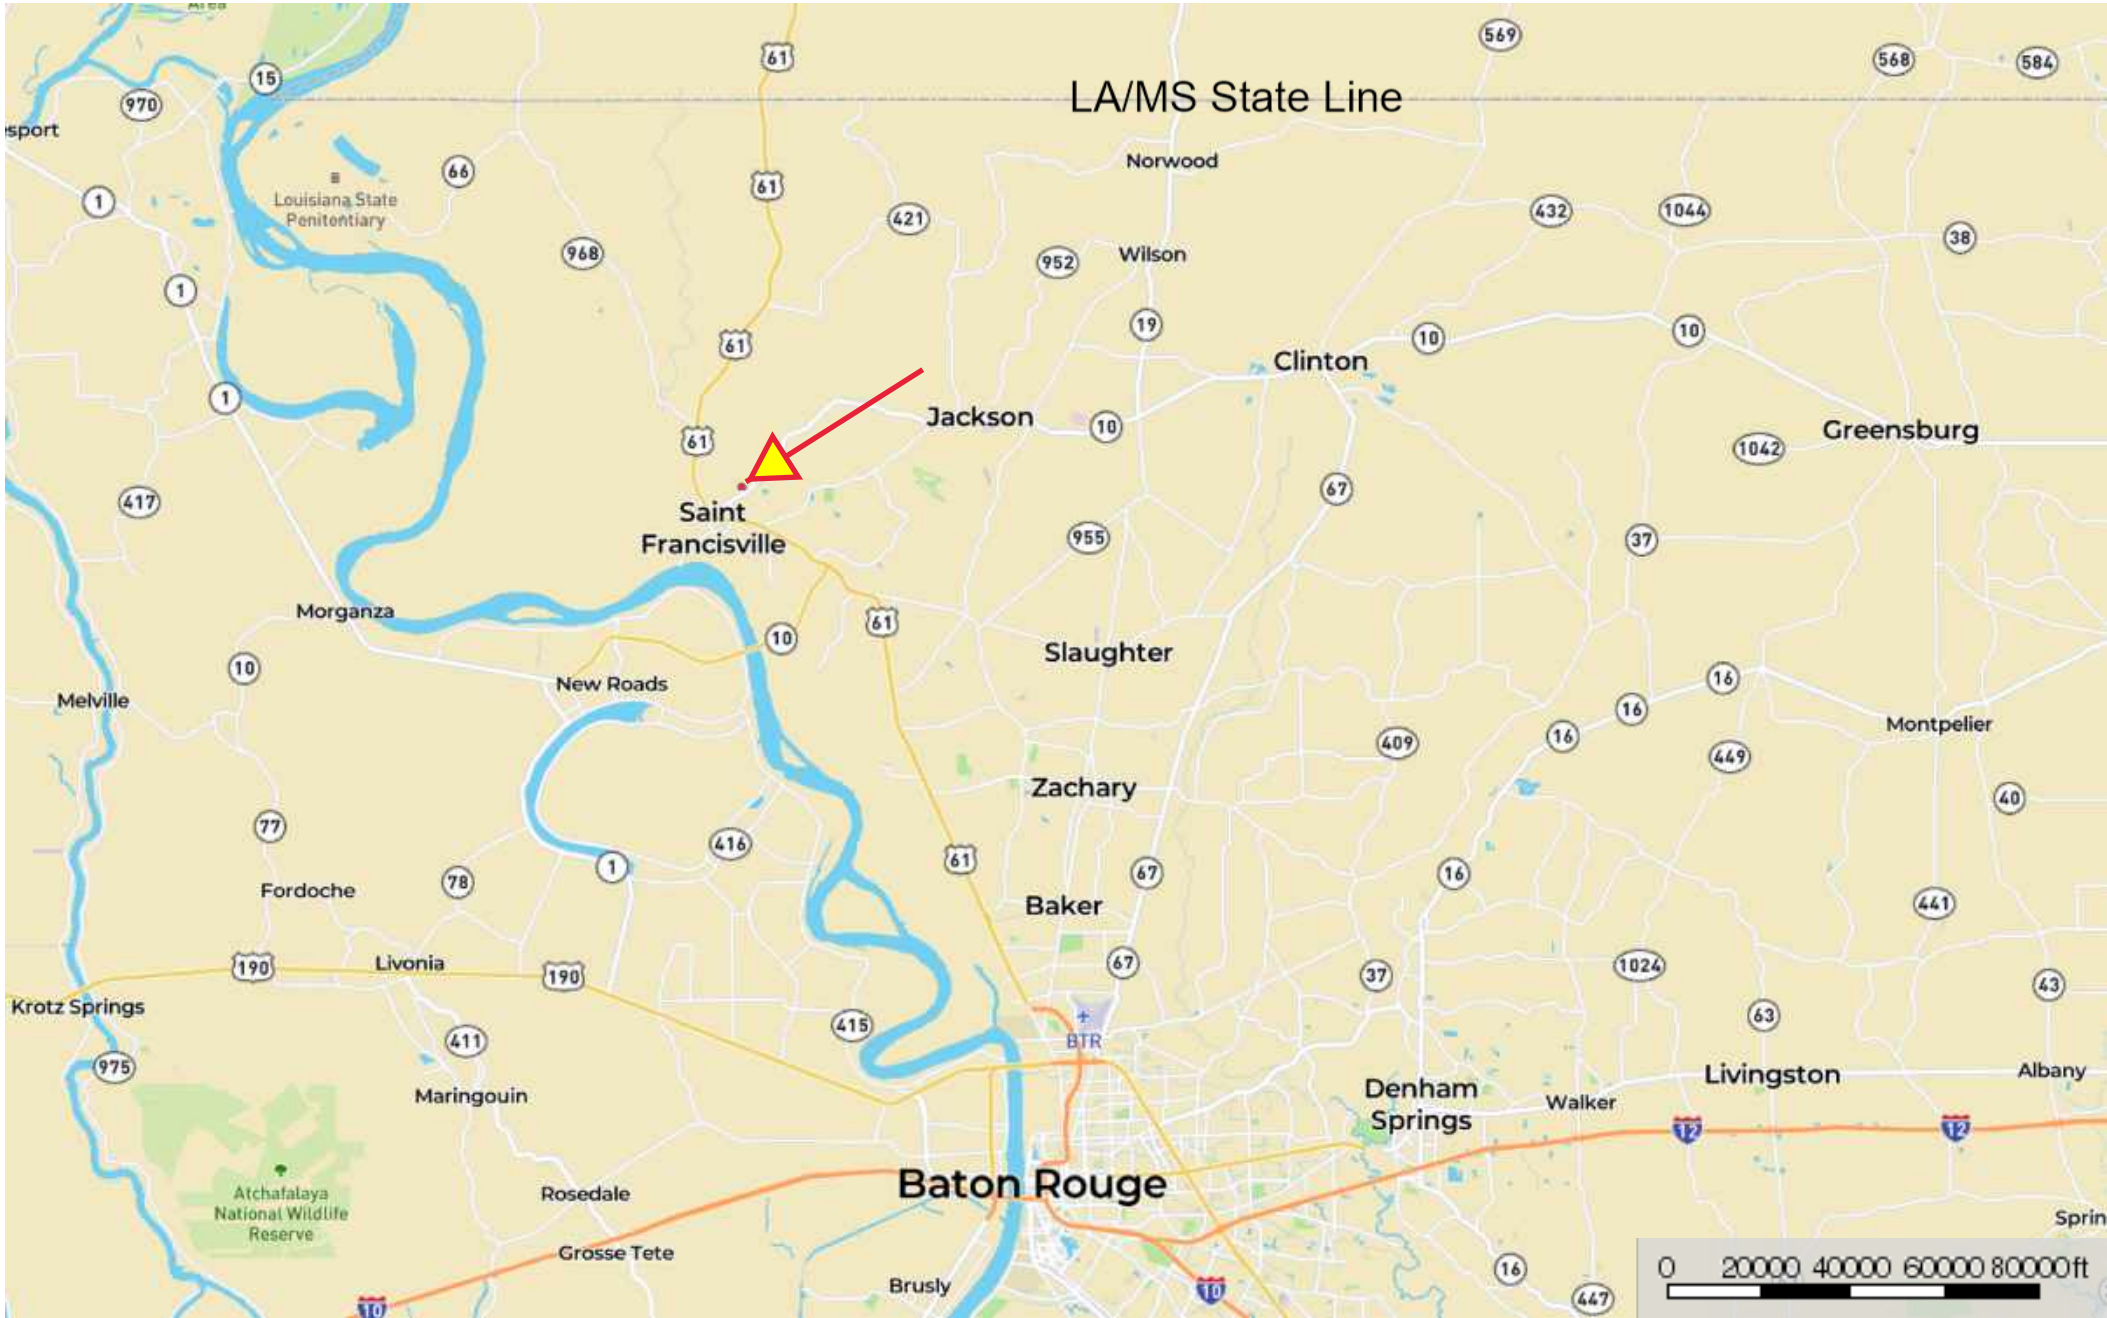 Area
61
569
568
584
15
LA/MS State Line
970
sport
Norwood
66
61
1
Louisiana State
Penitentiary
421
432
1044
38
968
952
Wilson
1
19
61
10
10
Clinton
1
Jackson
10
Greensburg
61
1042
417
67
Saint
Francisville
955
37
Morganza
61
10
Slaughter
10
New Roads
16
Melville
16
Montpelier
16
409
449
Zachary
40
77
416
61
1
67
16
78
Fordoche
Baker
441
190
Livonia
190
67
37
1024
43
Krotz Springs
415
63
BTR
411
975
Livingston
Albany
Maringouin
Denham
Springs
Walker
12
12
Baton Rouge
Atchafalaya
National Wildlife
Reserve
Rosedale
Sprin
Grosse Tete
16
Brusly
10
10
447
0 20000 40000 60000 80000ft